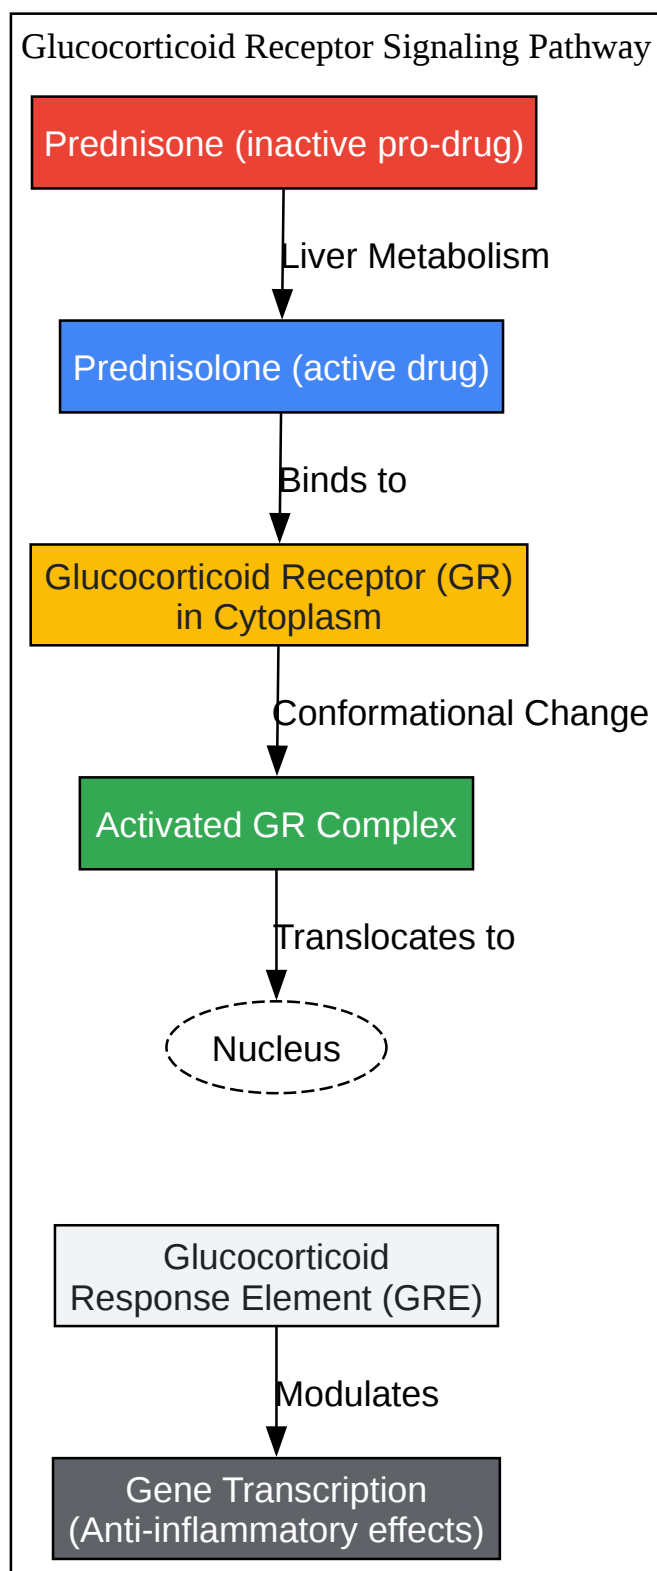 Glucocorticoid Receptor Signaling Pathway
Prednisone (inactive pro-drug)
Liver Metabolism
Prednisolone (active drug)
Binds to
Glucocorticoid Receptor (GR)
in Cytoplasm
Conformational Change
Activated GR Complex
Translocates to
Nucleus
Glucocorticoid
Response Element (GRE)
Modulates
Gene Transcription
(Anti-inflammatory effects)